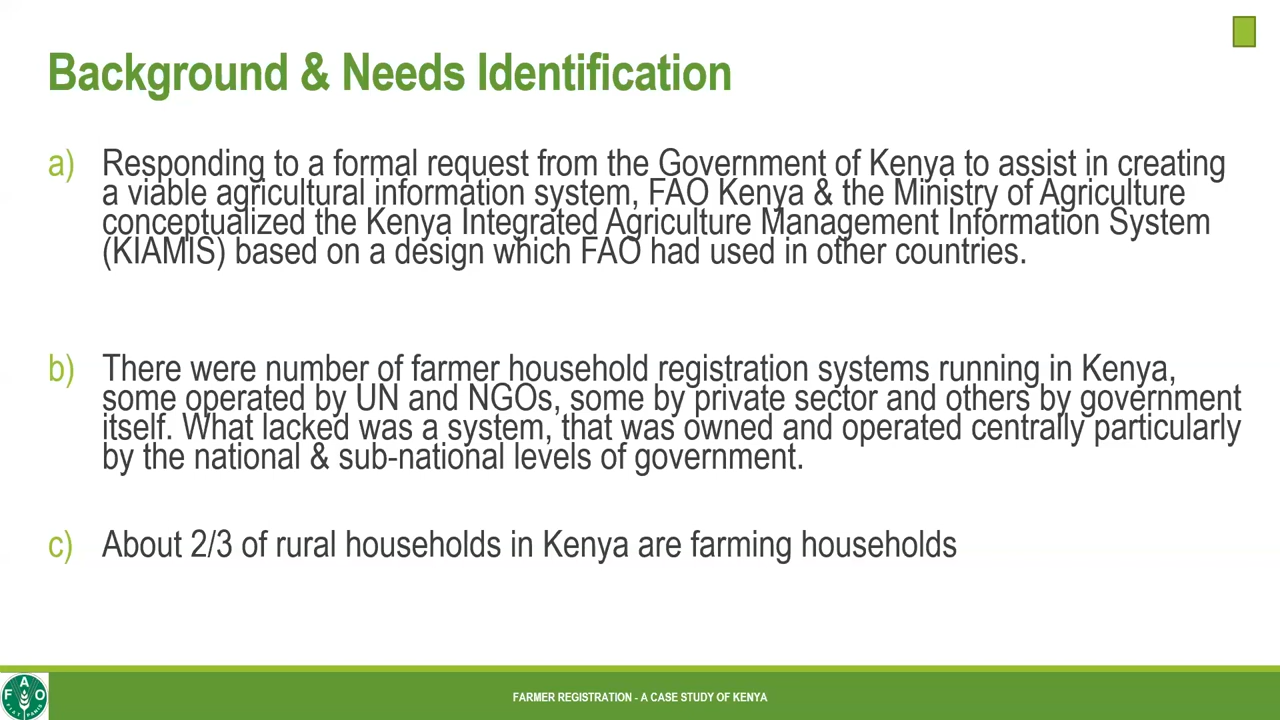 Background & Needs Identification
a) Responding to a formal request from the Government of Kenya to assist in creating
a viable agricultural information system, FAO Kenya & the Ministry of Agriculture
conceptualized the Kenya Integrated Agriculture Management Information System
(KIAMIS) based on a design which FAO had used in other countries.
b) There were number of farmer household registration systems running in Kenya,
some operated by UN and NGOs, some by private sector and others by government
itself. What lacked was a system, that was owned and operated centrally particularly
by the national & sub-national levels of government.
c) About 2/3 of rural households in Kenya are farming households
FAO
FIAT PANIS
FARMER REGISTRATION - A CASE STUDY OF KENYA